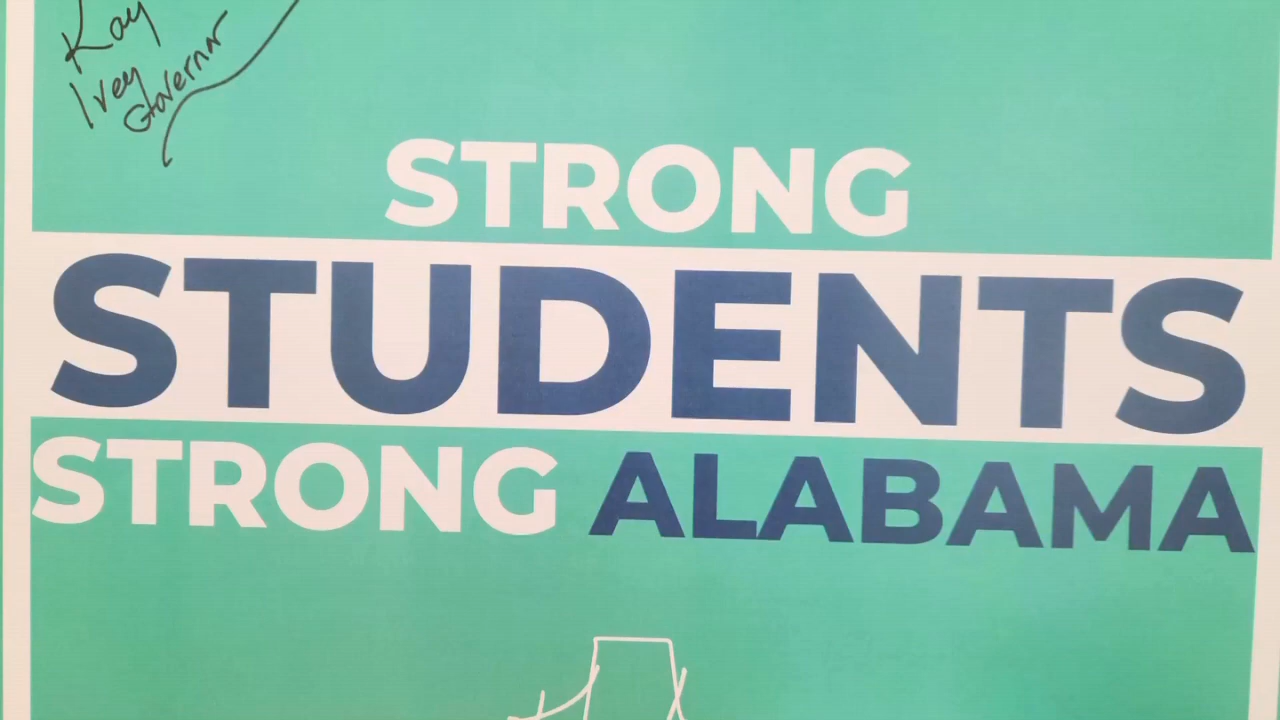 Kay
Ivey
Governor
STRONG
STUDENTS
STRONG ALABAMA